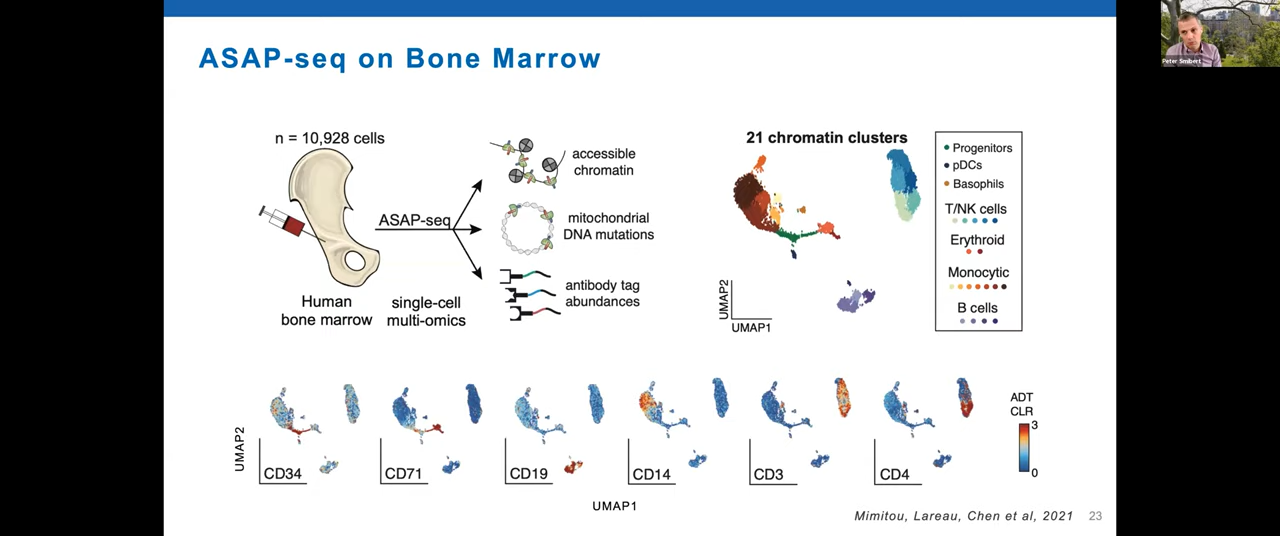 ASAP-seq on Bone Marrow
Peter Smibert
n = 10,928 cells
accessible
chromatin
ASAP-seq
mitochondrial
DNA mutations
antibody tag
abundances
Human
bone marrow
single-cell
multi-omics
21 chromatin clusters
UMAP2
UMAP1
Progenitors
pDCs
Basophils
T/NK cells
Erythroid
Monocytic
B cells
UMAP2
CD34
CD71
CD19
CD14
CD3
CD4
ADT
CLR
3
0
UMAP1
Mimitou, Lareau, Chen et al, 2021
23